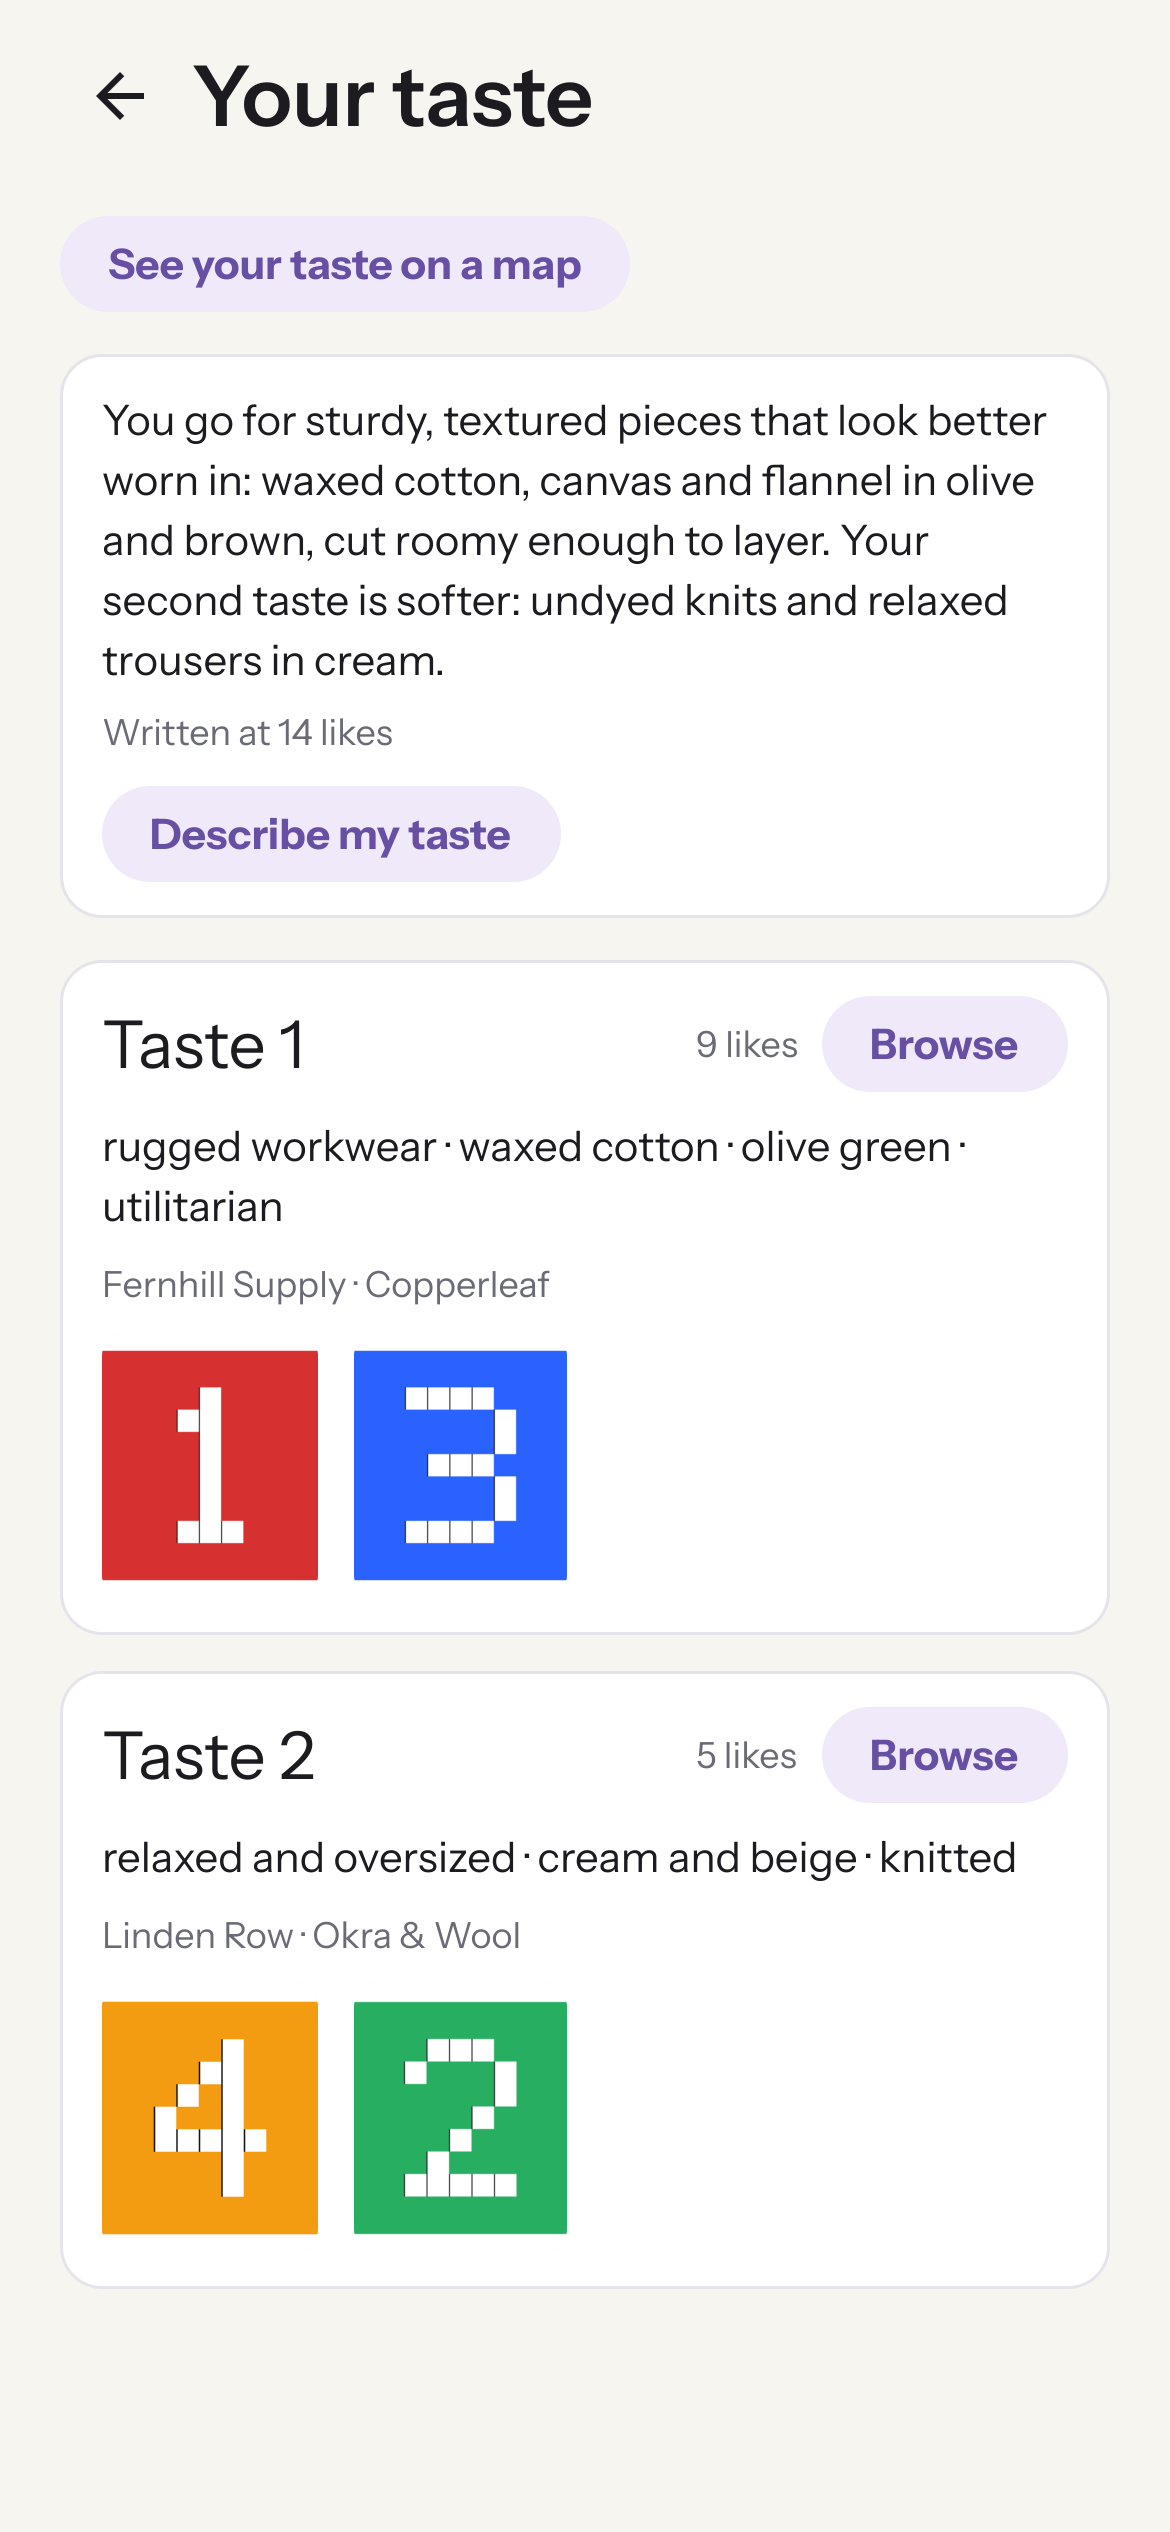 Your taste
See your taste on a map
You go for sturdy, textured pieces that look better
worn in: waxed cotton, canvas and flannel in olive
and brown, cut roomy enough to layer. Your
second taste is softer: undyed knits and relaxed
trousers in cream.
Written at 14 likes
Describe my taste
Taste 1
9 likes
Browse
rugged workwear · waxed cotton · olive green ·
utilitarian
Fernhill Supply · Copperleaf
1 3
Taste 2
5 likes
Browse
relaxed and oversized · cream and beige · knitted
Linden Row · Okra & Wool
4 2